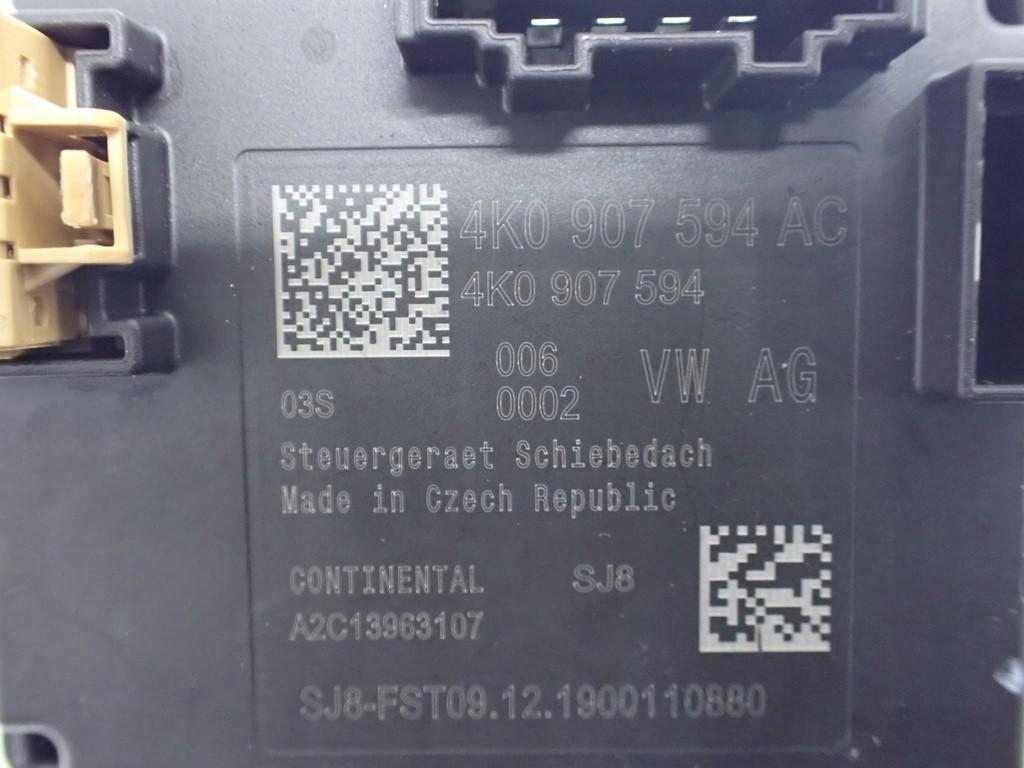 4K0 907 594 AC
4K0 907 594
006
03S 0002 VW AG
Steuergeraet Schiebedach
Made in Czech Republic
CONTINENTAL SJ8
A2C13963107
SJ8-FST09.12.1900110880